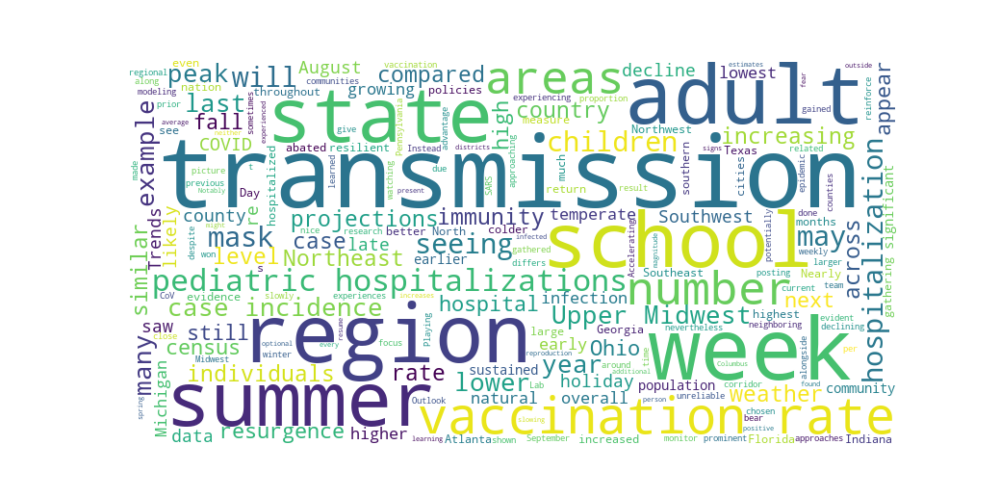 regional
even
peak
will
August
vaccination
communities
compared
areas
decline
lowest
estimates
outside
modeling
along
nation
prior
last
throughout
growing
policies
state
experiencing
proportion
adult
gained
fear
reinforce
appear
average
fall
sometimes
experienced
give
Pennsylvania
measure
country
high
approaching
Northwest
increasing
example
COVID
abated
resilient
advantage
Instead
districts
children
signs
Texas
related
epidemic
made
see
neither
hospitalized
learned
matching
SARS
much
southern
cities
picture
previous
Notably
t
transmission
Day
present
due
return
result
approaches
counties
county
re
projections
immunity
temperate
Southwest
done
may
months
despite
night
nice
research
better
North
colder
weekly
similar
Trends
likely
won
mask
case
late
seeing
earlier
gathered
differs
school
Accelerating
magnitude
potentially
larger
across
hospitalization
gathering significant
level
Northeast
s
Southeast
posting
Nearly
pediatric hospitalizations
number
current
team
CoV
evidence
slowly
experiences
increases
hospital
infection
next
highest
evident
declining
case incidence
Upper Midwest
nevertheless
neighboring
alongside
saw
close
still
region
resume
every
Playing
large
early
Georgia
week
per
many
census
Midwest
optional
winter
focus
sustained
Ohio
time
around
reproduction
additional
Columbus
found
individuals
rate
lower
year
Lab
holiday
population
corridor
unreliable
weather
community
Michigan
spring
summer
Outlook
natural
overall
person
chosen
bear
infected
slowing
vaccination rate
positive
data
resurgence
higher
learning
Atlanta
shown
September
increased
monitor
prominent
Florida
approaches
Indiana